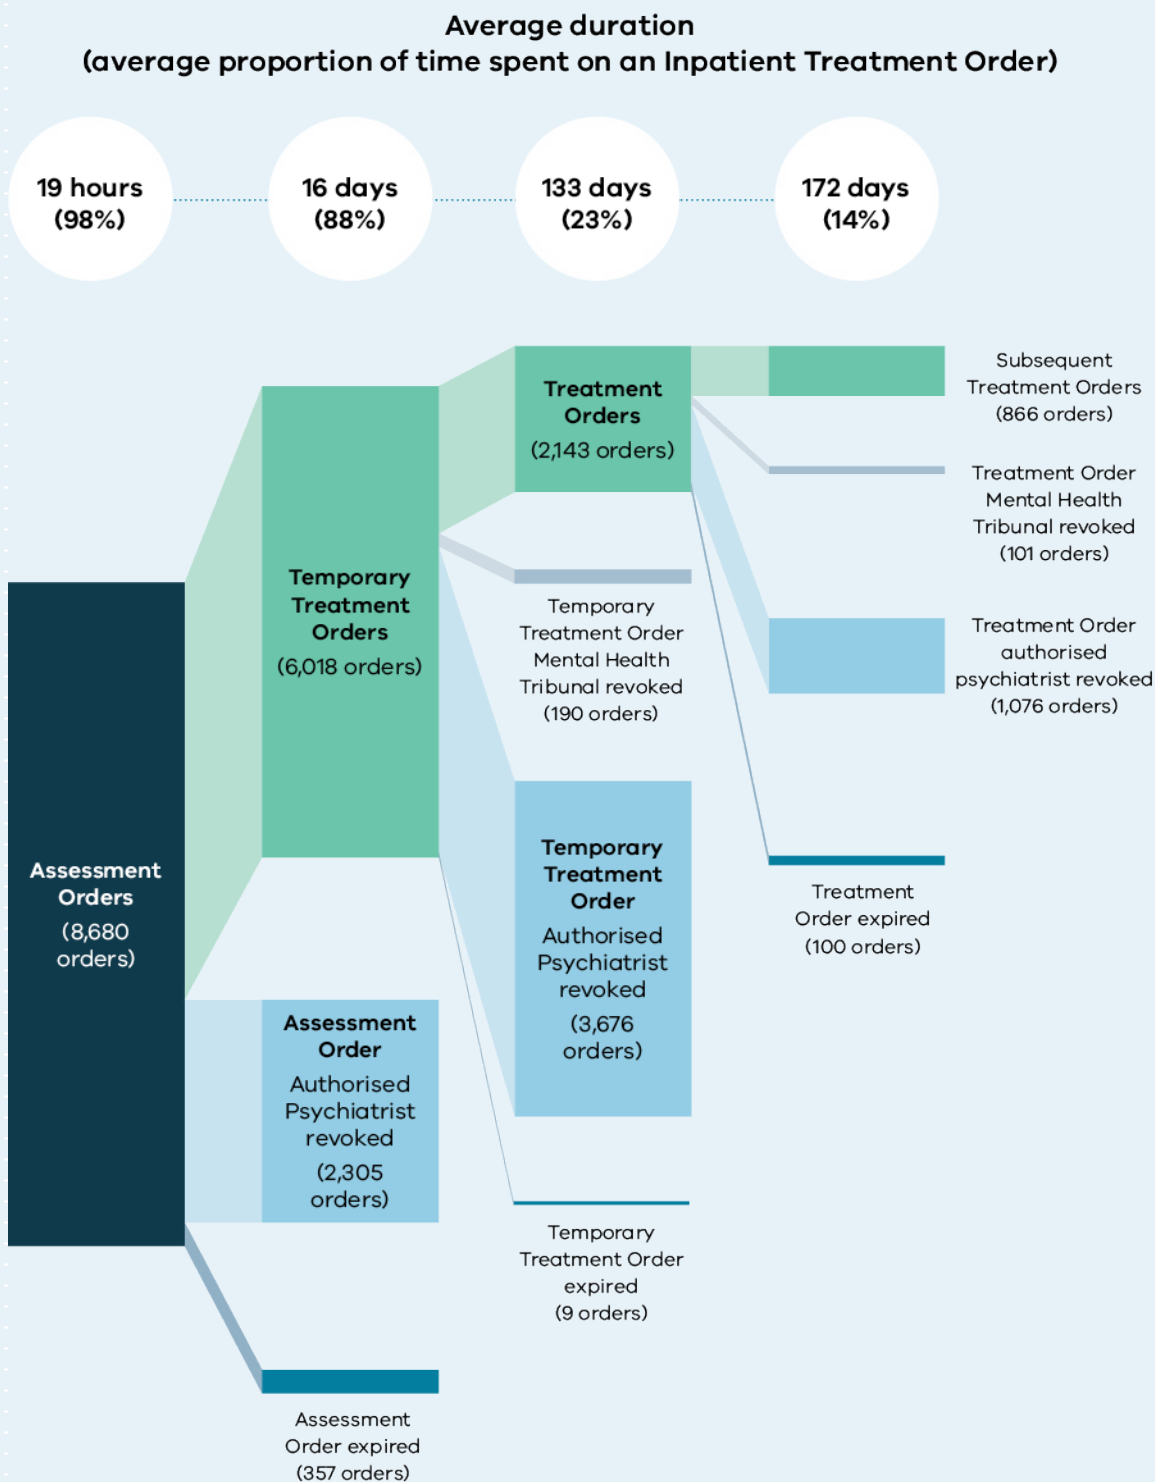 Average duration
(average proportion of time spent on an Inpatient Treatment Order)
19 hours
(98%)
16 days
(88%)
133 days
(23%)
172 days
(14%)
Assessment
Orders
(8,680
orders)
Temporary
Treatment
Orders
(6,018 orders)
Assessment
Order
Authorised
Psychiatrist
revoked
(2,305
orders)
Assessment
Order expired
(357 orders)
Treatment
Orders
(2,143 orders)
Temporary
Treatment Order
Mental Health
Tribunal revoked
(190 orders)
Temporary
Treatment
Order
Authorised
Psychiatrist
revoked
(3,676
orders)
Temporary
Treatment Order
expired
(9 orders)
Subsequent
Treatment Orders
(866 orders)
Treatment Order
Mental Health
Tribunal revoked
(101 orders)
Treatment Order
authorised
psychiatrist revoked
(1,076 orders)
Treatment
Order expired
(100 orders)